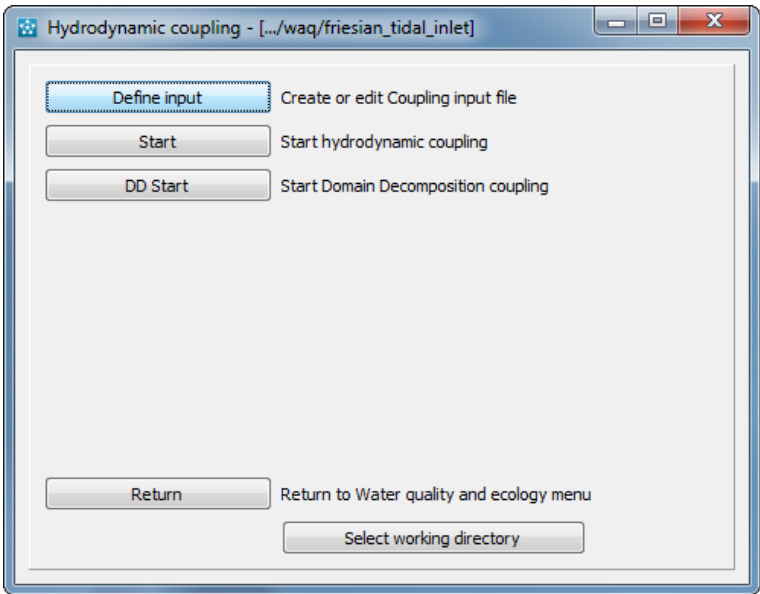 Hydrodynamic coupling - [.../waq/friesian_tidal_inlet]
Define input Create or edit Coupling input file
Start Start hydrodynamic coupling
DD Start Start Domain Decomposition coupling
Return Return to Water quality and ecology menu
Select working directory